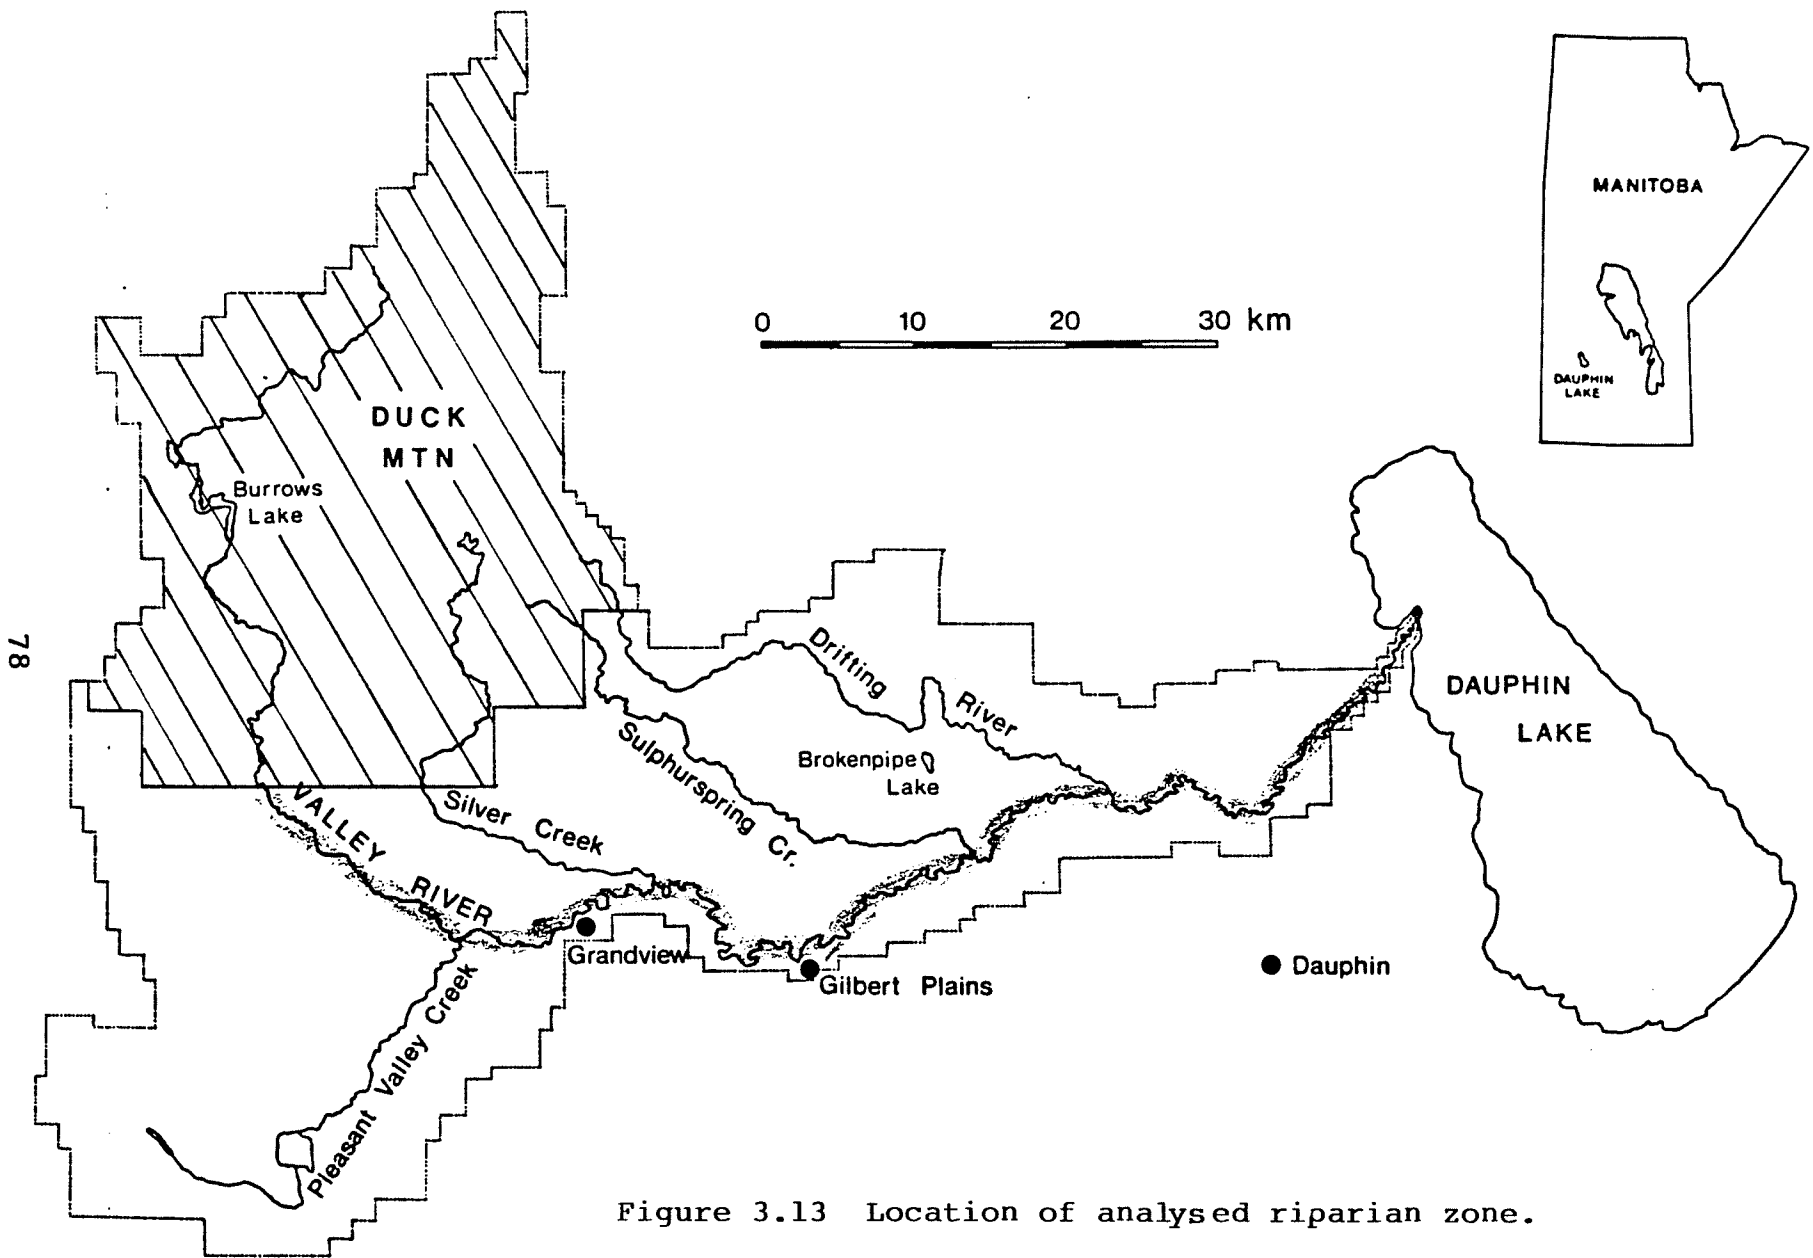 MANITOBA
DAUPHIN
LAKE
0 10 20 30 km
DUCK
MTN
Burrows
Lake
Drifting River
DAUPHIN
LAKE
Sulphurspring Cr.
Brokenpipe
Lake
VALLEY RIVER
Silver Creek
Grandview
Gilbert Plains
Dauphin
Pleasant Valley Creek
78
Figure 3.13 Location of analysed riparian zone.